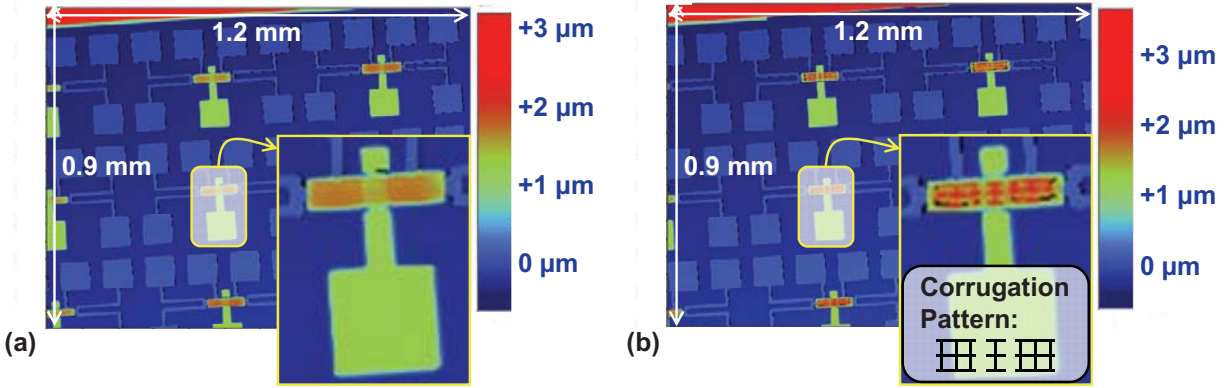 1.2 mm
0.9 mm
+3 µm
+2 µm
+1 µm
0 µm
(a)
1.2 mm
0.9 mm
+3 µm
+2 µm
+1 µm
0 µm
Corrugation
Pattern:
(b)